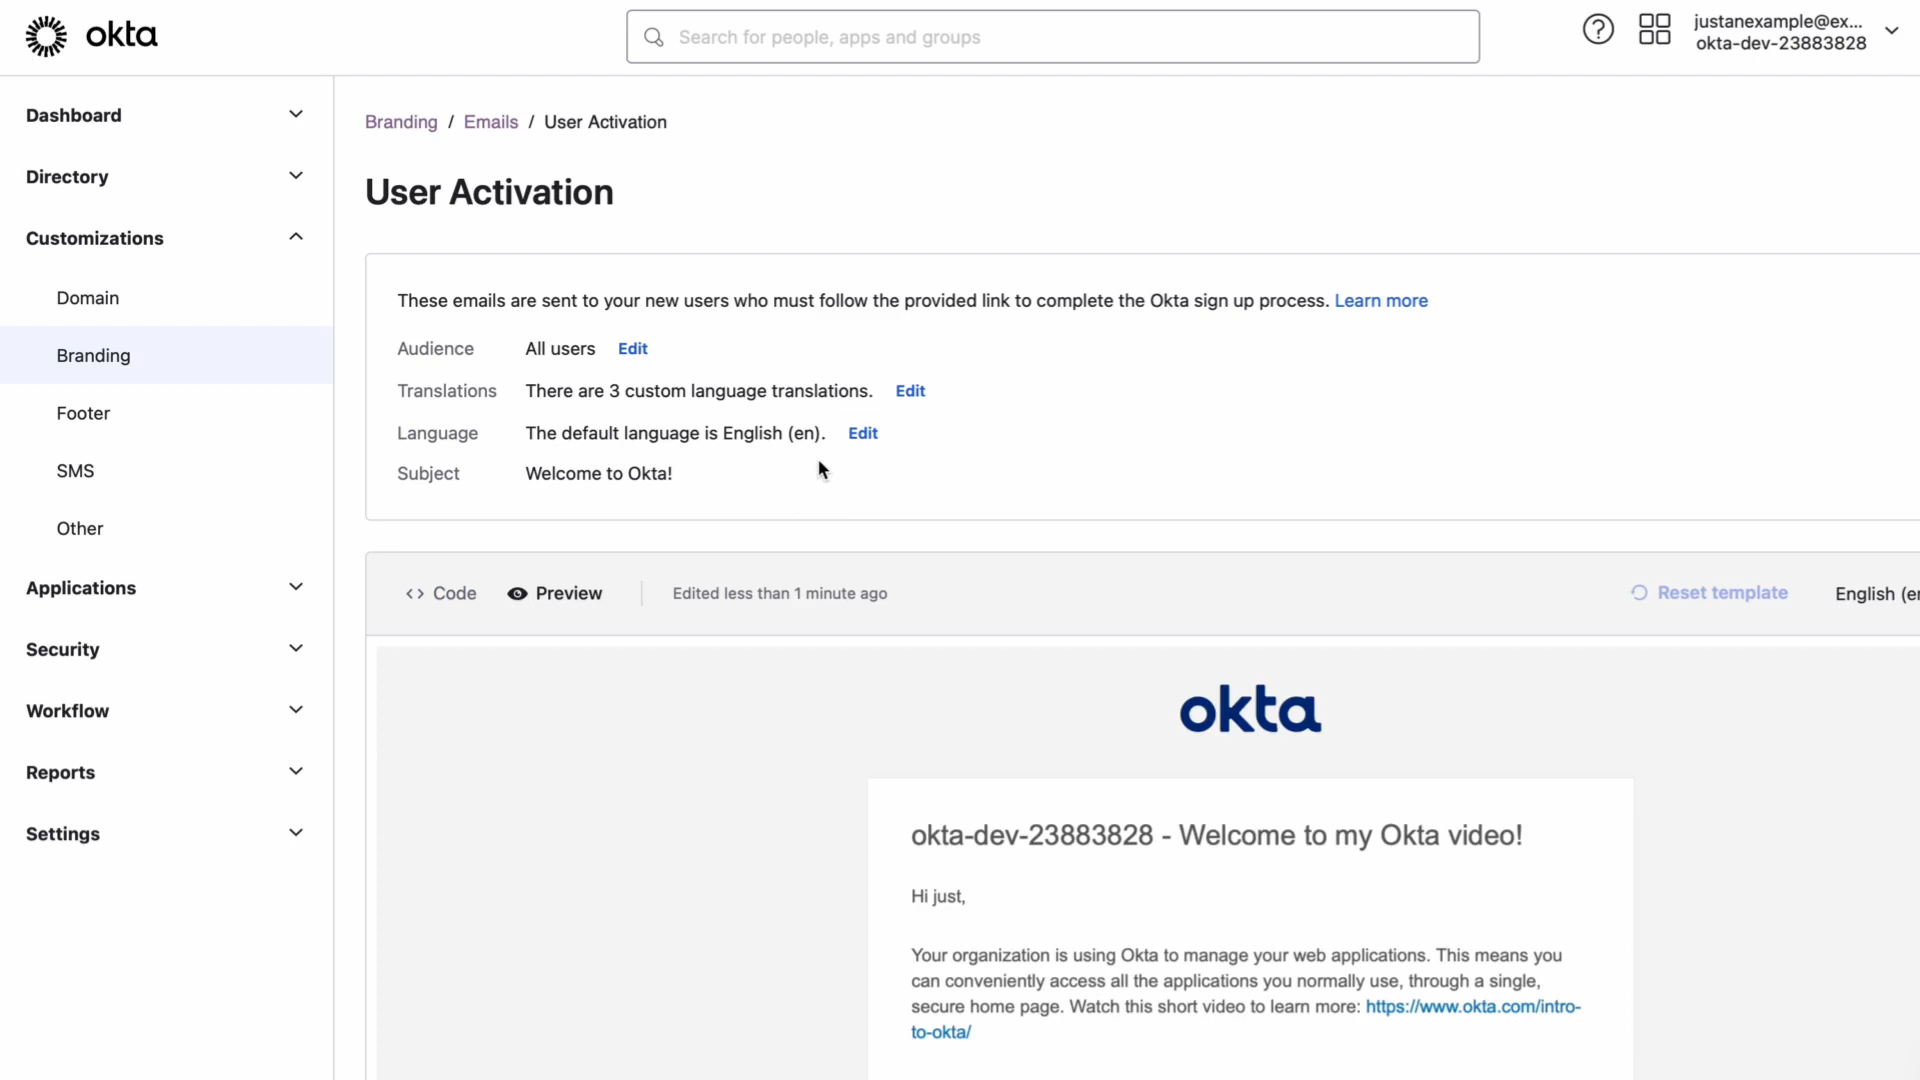 okta
Search for people, apps and groups
justanexample@ex...
okta-dev-23883828
Dashboard
Directory
Customizations
Domain
Branding
Footer
SMS
Other
Applications
Security
Workflow
Reports
Settings
Branding / Emails / User Activation
User Activation
These emails are sent to your new users who must follow the provided link to complete the Okta sign up process. Learn more
Audience All users Edit
Translations There are 3 custom language translations. Edit
Language The default language is English (en). Edit
Subject Welcome to Okta!
<> Code Preview Edited less than 1 minute ago Reset template English (en
okta
okta-dev-23883828 - Welcome to my Okta video!
Hi just,
Your organization is using Okta to manage your web applications. This means you
can conveniently access all the applications you normally use, through a single,
secure home page. Watch this short video to learn more: https://www.okta.com/intro-
to-okta/